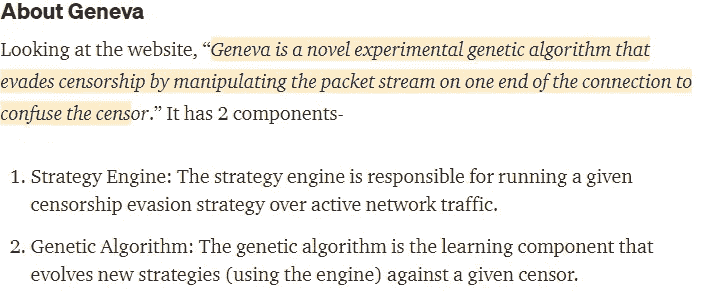 About Geneva
Looking at the website, “Geneva is a novel experimental genetic algorithm that
evades censorship by manipulating the packet stream on one end of the connection to
confuse the censor.” It has 2 components-
1. Strategy Engine: The strategy engine is responsible for running a given
censorship evasion strategy over active network traffic.
2. Genetic Algorithm: The genetic algorithm is the learning component that
evolves new strategies (using the engine) against a given censor.